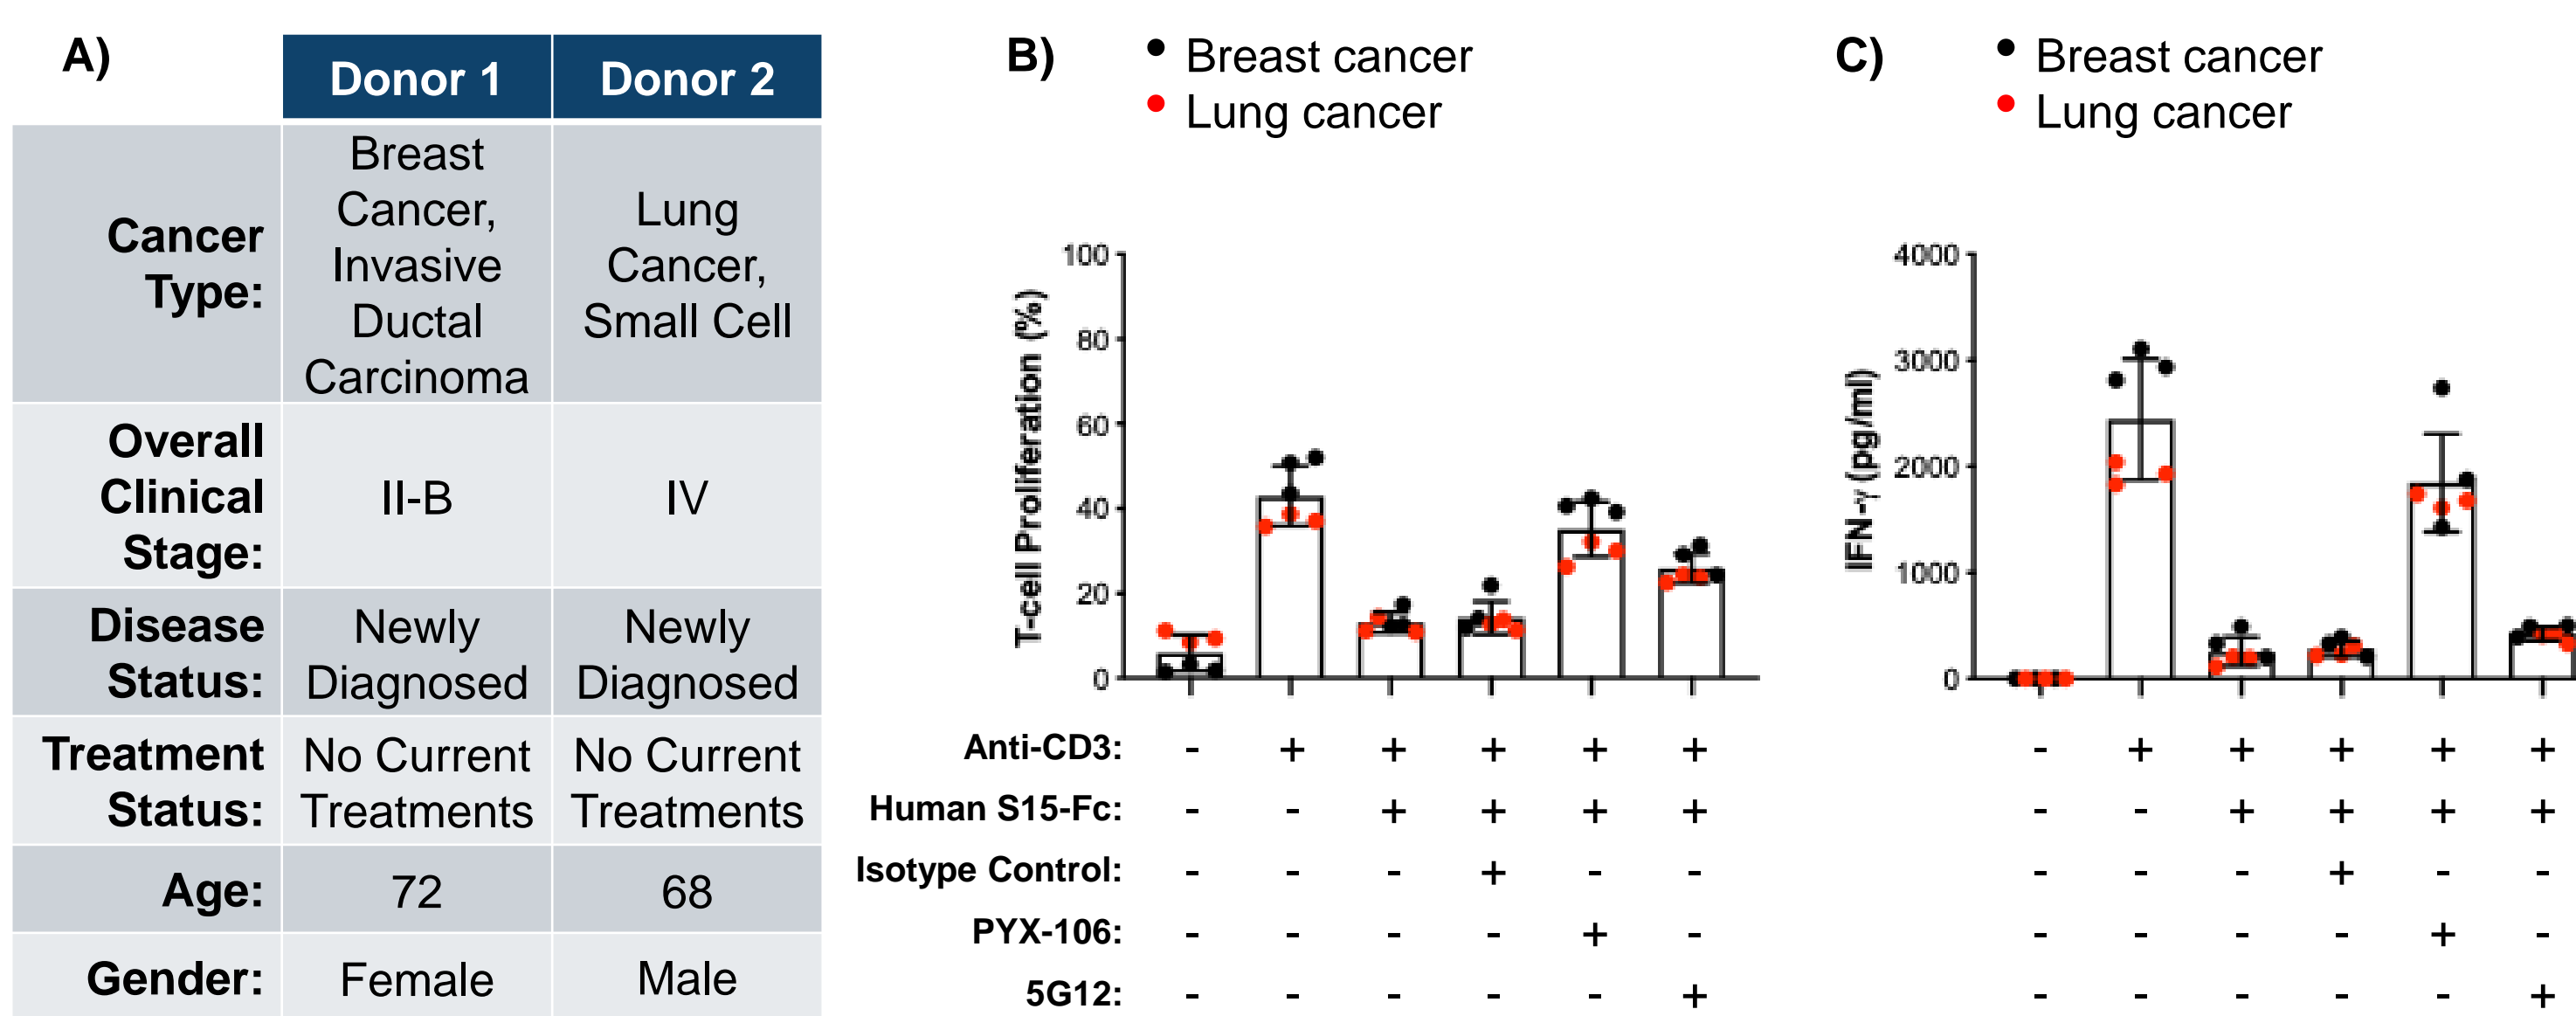 A)
Donor 1 Donor 2
Cancer Type: Breast Cancer, Invasive Ductal Carcinoma Lung Cancer, Small Cell
Overall Clinical Stage: II-B IV
Disease Status: Newly Diagnosed Newly Diagnosed
Treatment Status: No Current Treatments No Current Treatments
Age: 72 68
Gender: Female Male
B)
Breast cancer
Lung cancer
T-cell Proliferation (%)
100
80
60
40
20
0
C)
Breast cancer
Lung cancer
IFN-γ (pg/ml)
4000
3000
2000
1000
0
Anti-CD3: - + + + + + - + + + + +
Human S15-Fc: - - + + + + - - + + + +
Isotype Control: - - - + - - - - - + - -
PYX-106: - - - - + - - - - - + -
5G12: - - - - - + - - - - - +